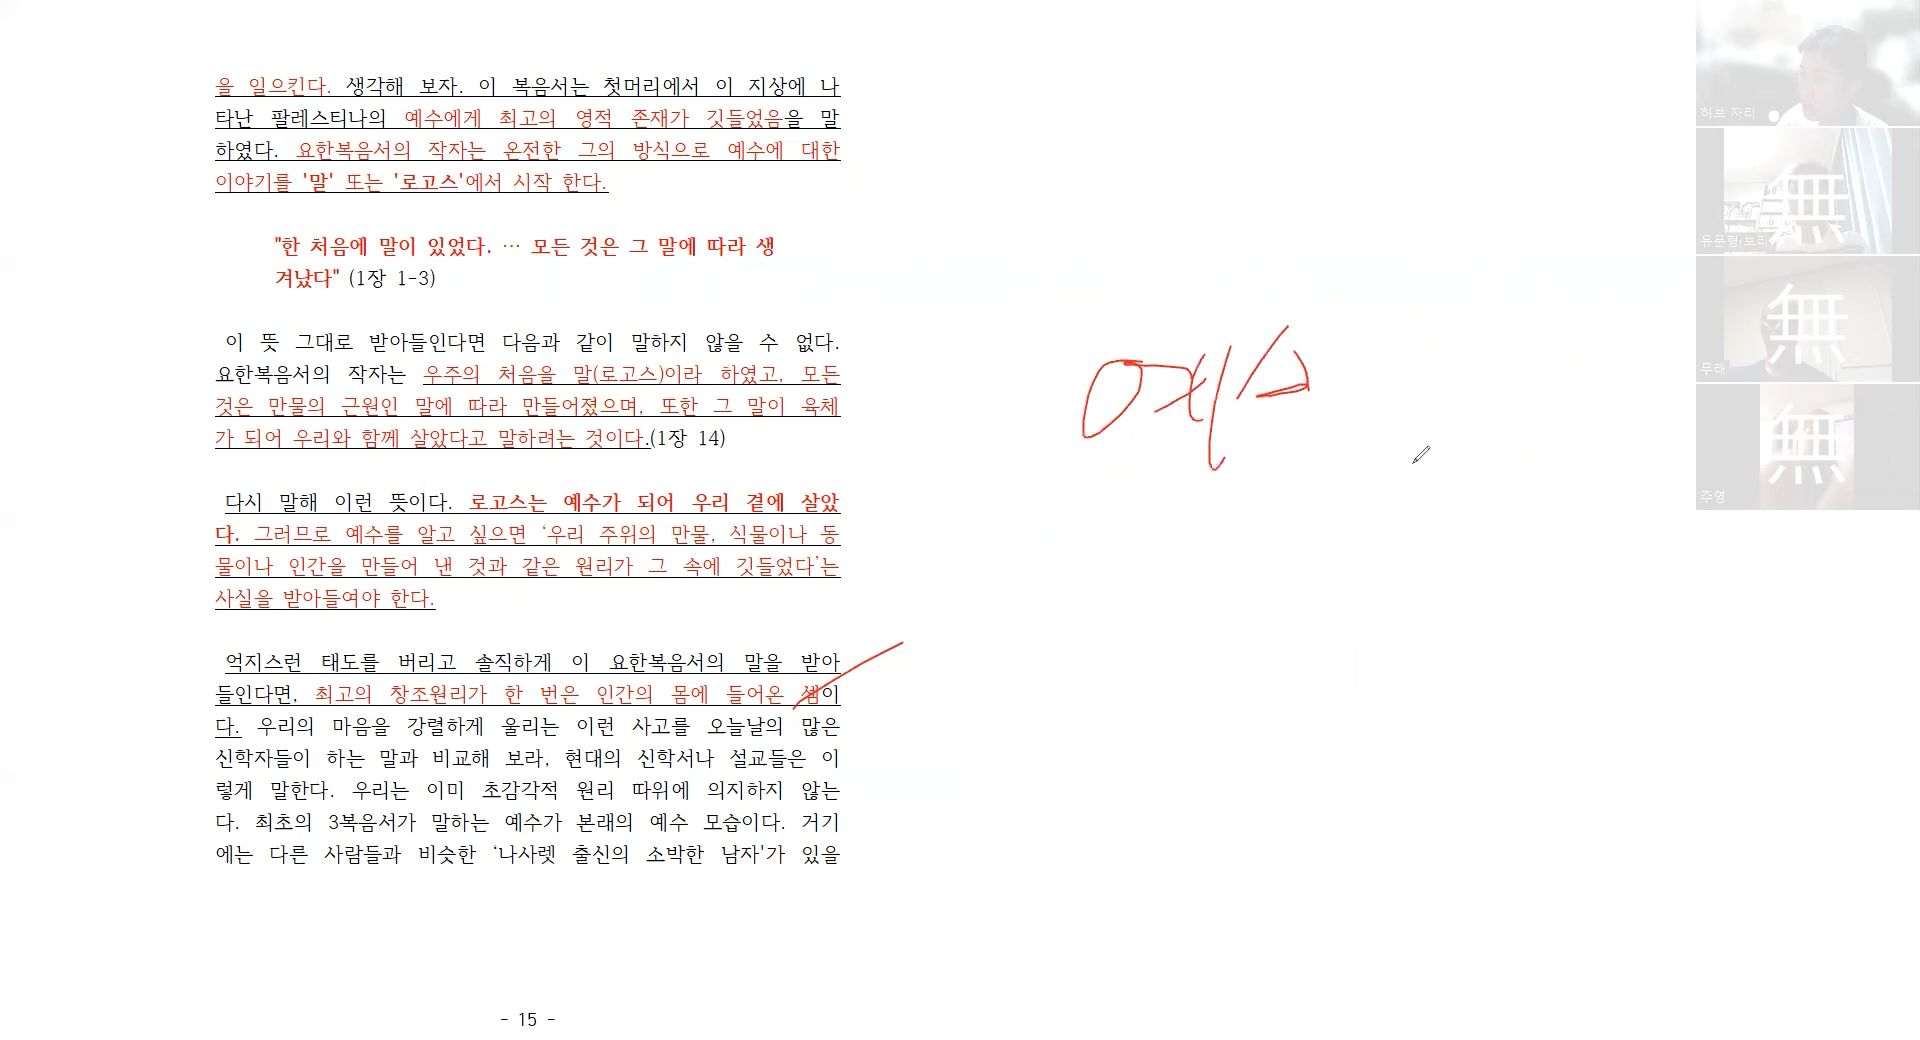 을 일으킨다. 생각해 보자. 이 복음서는 첫머리에서 이 지상에 나
타난 팔레스티나의 예수에게 최고의 영적 존재가 깃들었음을 말
하였다. 요한복음서의 작자는 온전한 그의 방식으로 예수에 대한
이야기를 '말' 또는 '로고스'에서 시작 한다.
"한 처음에 말이 있었다. … 모든 것은 그 말에 따라 생
겨났다" (1장 1-3)
이 뜻 그대로 받아들인다면 다음과 같이 말하지 않을 수 없다.
요한복음서의 작자는 우주의 처음을 말(로고스)이라 하였고, 모든
것은 만물의 근원인 말에 따라 만들어졌으며, 또한 그 말이 육체
가 되어 우리와 함께 살았다고 말하려는 것이다.(1장 14)
다시 말해 이런 뜻이다. 로고스는 예수가 되어 우리 곁에 살았
다. 그러므로 예수를 알고 싶으면 ‘우리 주위의 만물, 식물이나 동
물이나 인간을 만들어 낸 것과 같은 원리가 그 속에 깃들었다’는
사실을 받아들여야 한다.
억지스런 태도를 버리고 솔직하게 이 요한복음서의 말을 받아
들인다면, 최고의 창조원리가 한 번은 인간의 몸에 들어온 셈이
다. 우리의 마음을 강렬하게 울리는 이런 사고를 오늘날의 많은
신학자들이 하는 말과 비교해 보라, 현대의 신학서나 설교들은 이
렇게 말한다. 우리는 이미 초감각적 원리 따위에 의지하지 않는
다. 최초의 3복음서가 말하는 예수가 본래의 예수 모습이다. 거기
에는 다른 사람들과 비슷한 ‘나사렛 출신의 소박한 남자'가 있을
- 15 -
예수
허브 자리
無
유문형(보리)
無
무래
無
주영